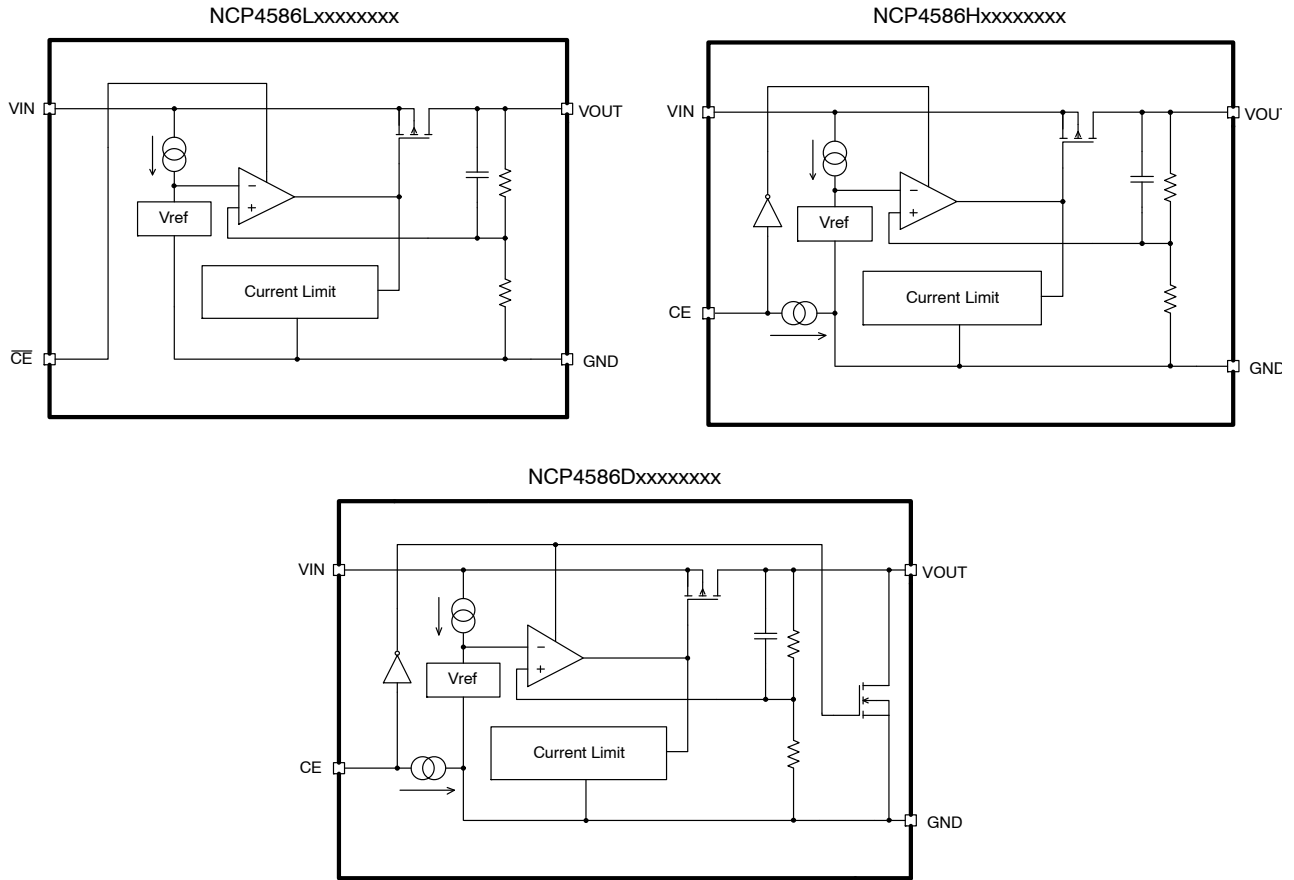 NCP4586Lxxxxxxxx
VIN
VOUT
−
+
Vref
Current Limit
CE
GND
NCP4586Hxxxxxxxx
VIN
VOU
−
+
Vref
Current Limit
CE
GND
NCP4586Dxxxxxxxx
VIN
VOUT
−
+
Vref
Current Limit
CE
GND